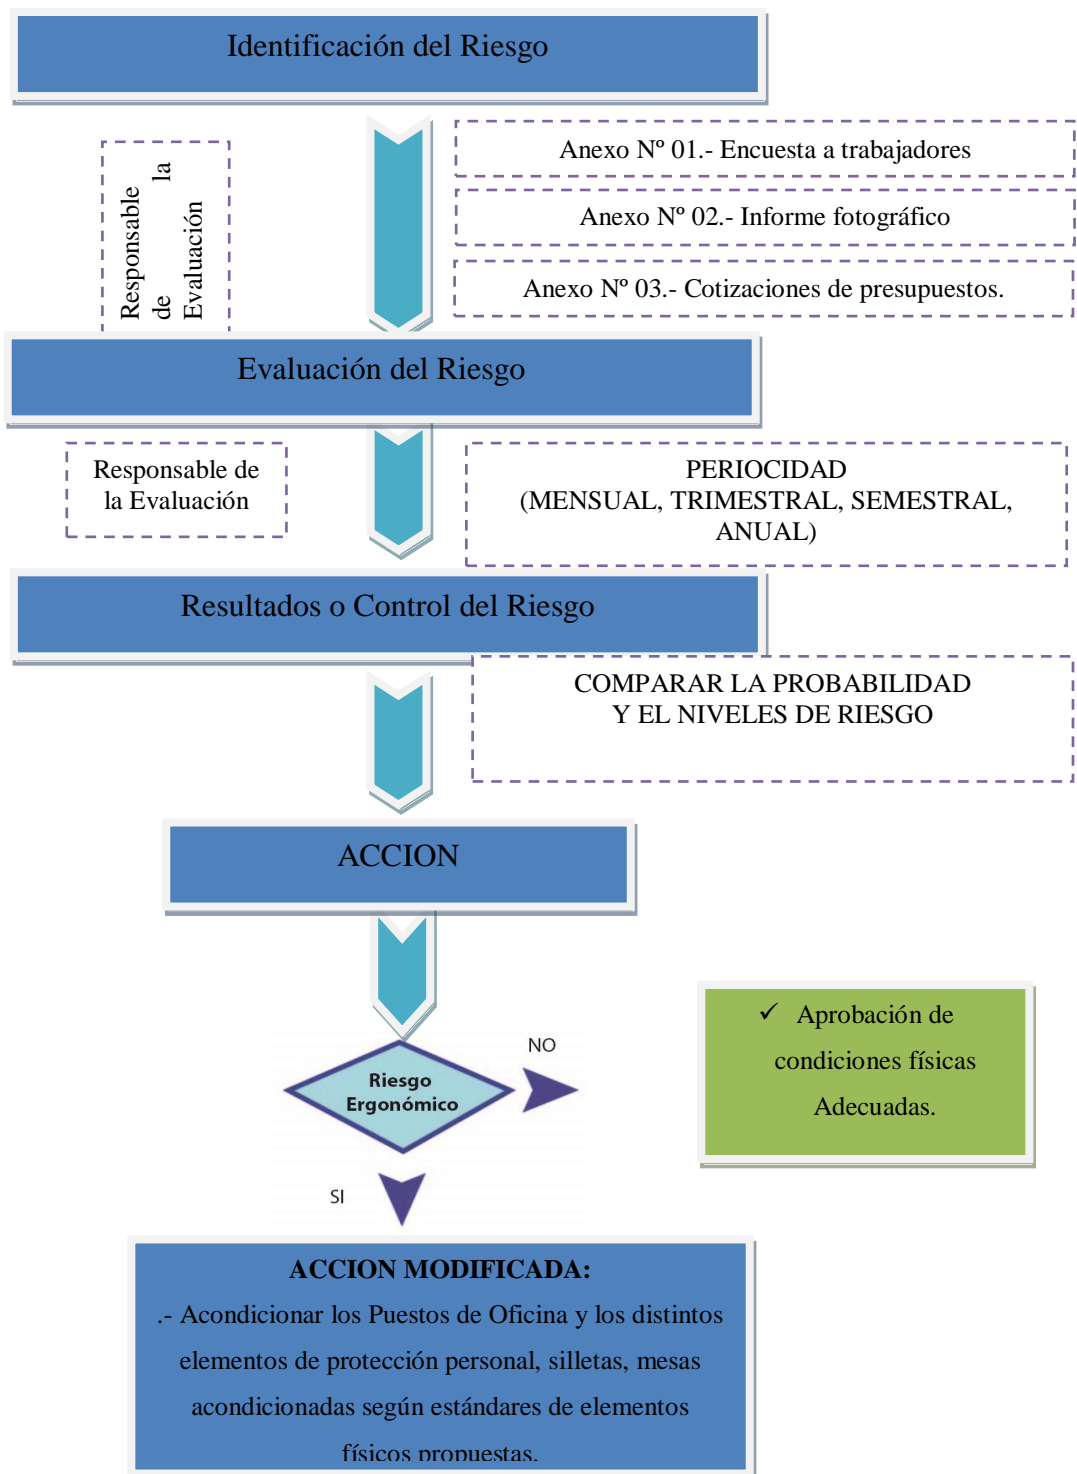 Identificación del Riesgo
Anexo Nº 01.- Encuesta a trabajadores
Responsable
de la
Evaluación
Anexo Nº 02.- Informe fotográfico
Anexo Nº 03.- Cotizaciones de presupuestos.
Evaluación del Riesgo
Responsable de
la Evaluación
PERIOCIDAD
(MENSUAL, TRIMESTRAL, SEMESTRAL,
ANUAL)
Resultados o Control del Riesgo
COMPARAR LA PROBABILIDAD
Y EL NIVELES DE RIESGO
ACCION
Riesgo
Ergonómico
NO
✓ Aprobación de
condiciones físicas
Adecuadas.
SI
ACCION MODIFICADA:
.- Acondicionar los Puestos de Oficina y los distintos
elementos de protección personal, silletas, mesas
acondicionadas según estándares de elementos
físicos propuestas.